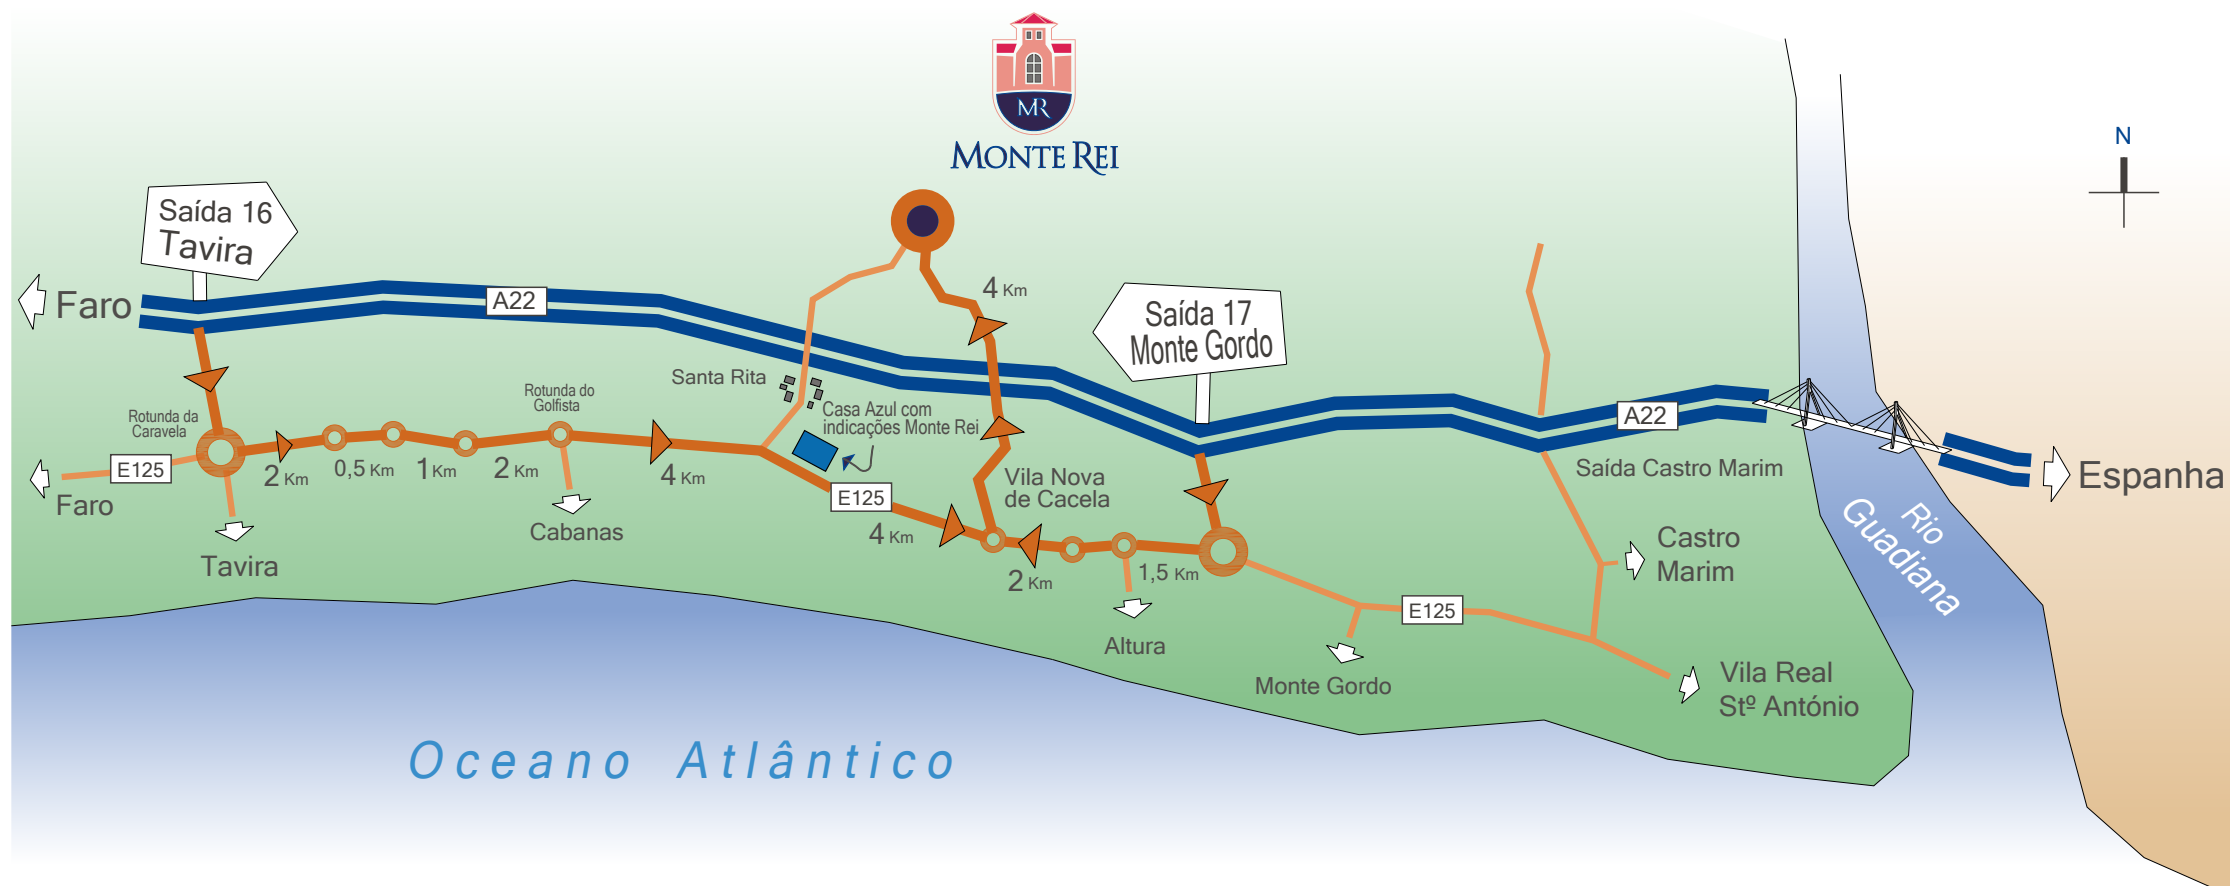 MR
MONTE REI
N
Saída 16
Tavira
Faro
A22
4 Km
Saída 17
Monte Gordo
Santa Rita
Rotunda do
Golfista
Casa Azul com
indicações Monte Rei
Rotunda da
Caravela
A22
E125
Faro
2 Km
0,5 Km
1 Km
2 Km
4 Km
E125
4 Km
Vila Nova
de Cacela
Saída Castro Marim
Espanha
Cabanas
Tavira
2 Km
1,5 Km
Castro
Marim
Rio
Guadiana
E125
Altura
Monte Gordo
Vila Real
Stº António
Oceano Atlântico